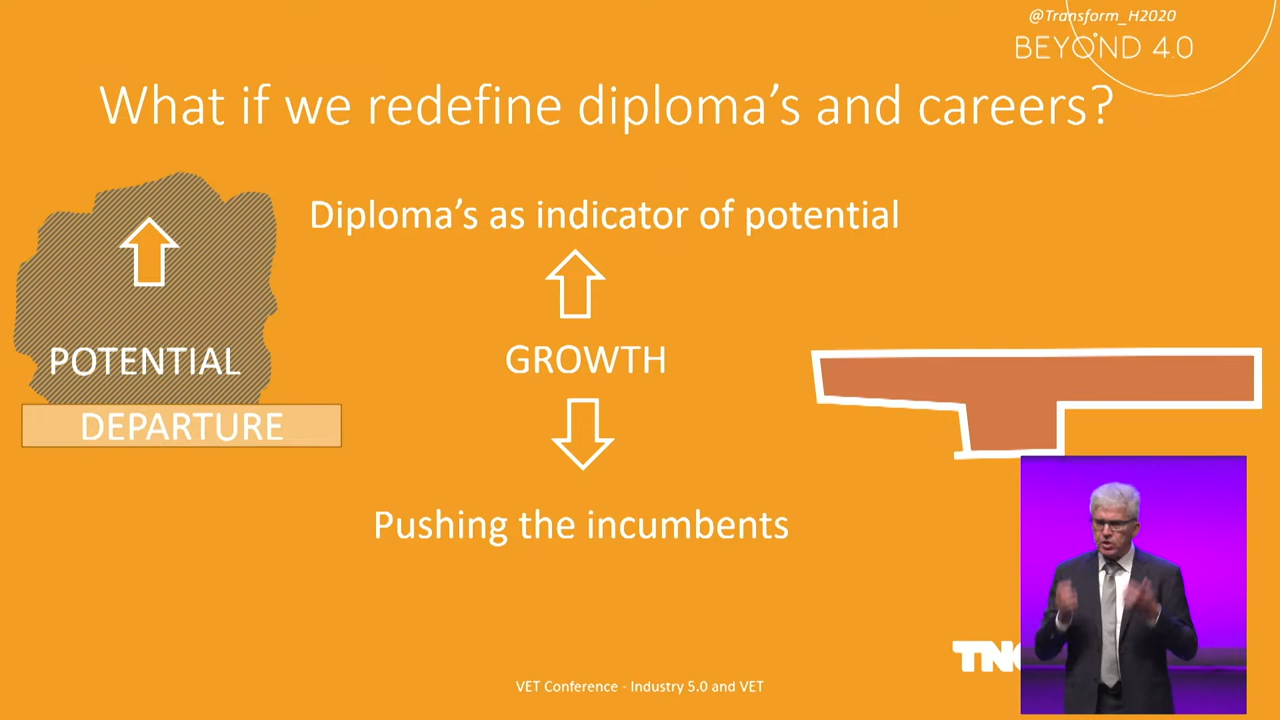 @Transform_H2020
BEYOND 4.0
What if we redefine diploma's and careers?
Diploma's as indicator of potential
POTENTIAL
GROWTH
DEPARTURE
Pushing the incumbents
VET Conference - Industry 5.0 and VET